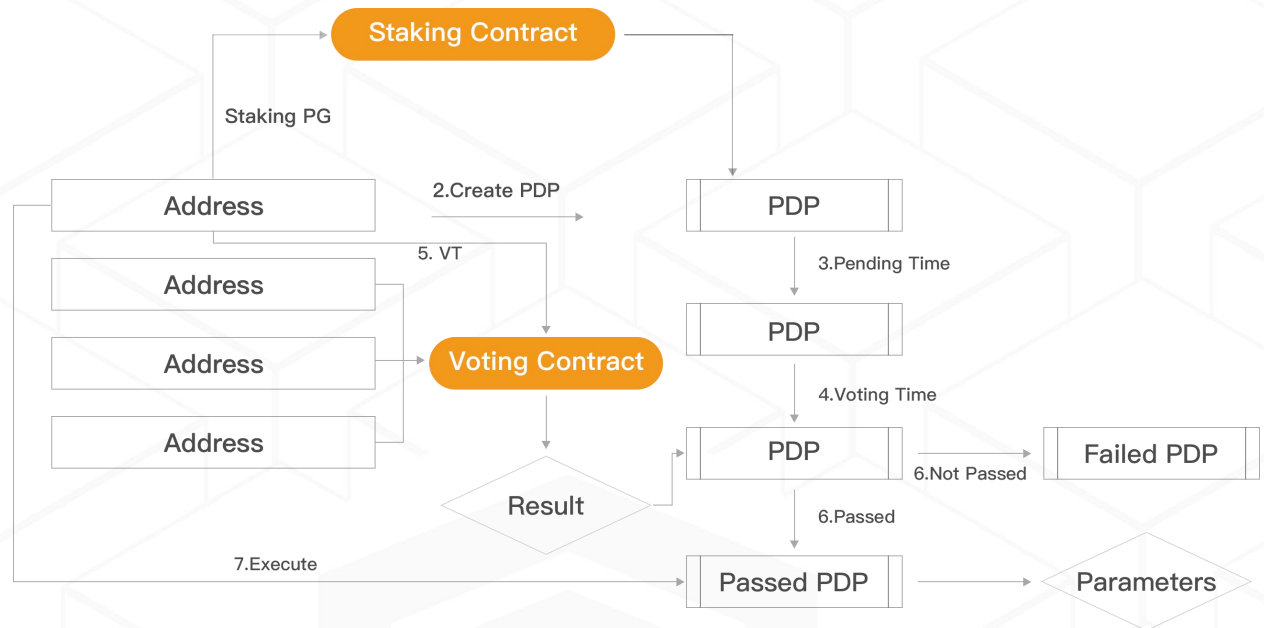 Staking Contract
Staking PG
Address
2.Create PDP
PDP
5. VT
3.Pending Time
Address
PDP
Address
Voting Contract
4.Voting Time
Address
PDP
6.Not Passed
Failed PDP
Result
6.Passed
7.Execute
Passed PDP
Parameters